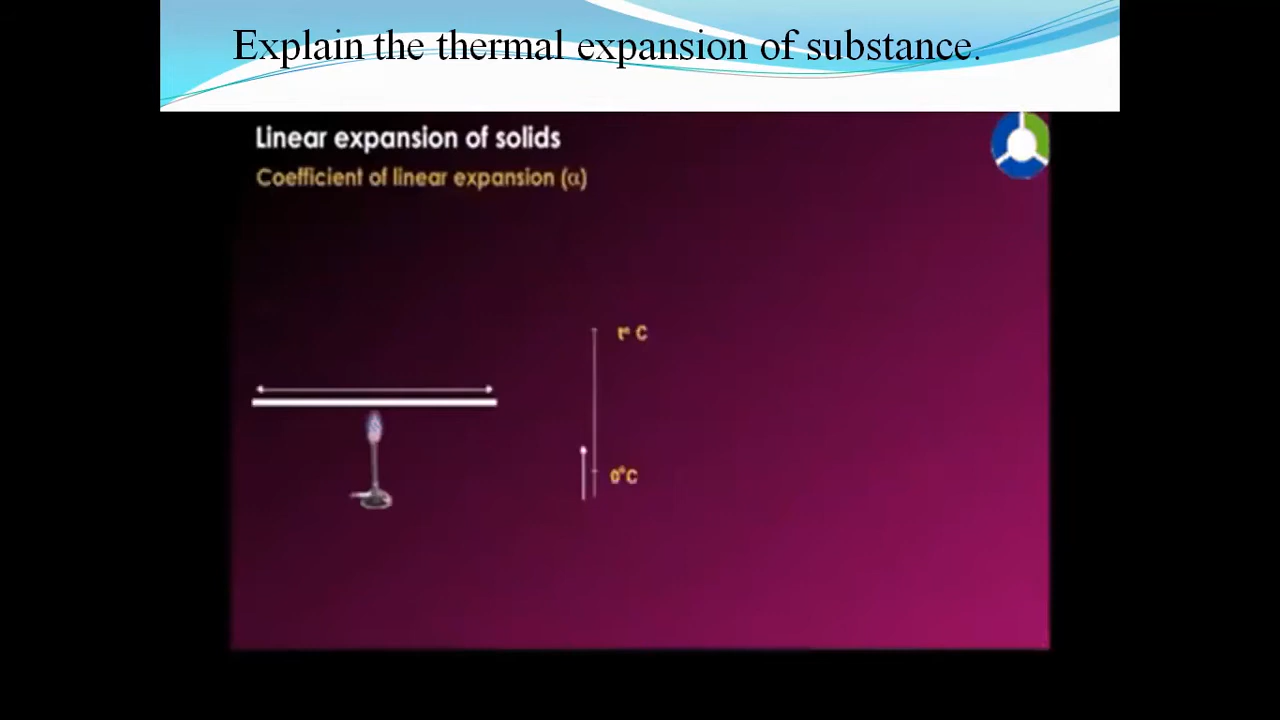 Explain the thermal expansion of substance.
Linear expansion of solids
Coefficient of linear expansion (α)
t° C
0°C